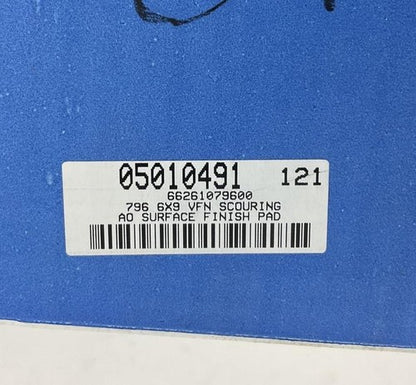 05010491 121
66261079600
796 6X9 VFN SCOURING
AO SURFACE FINISH PAD